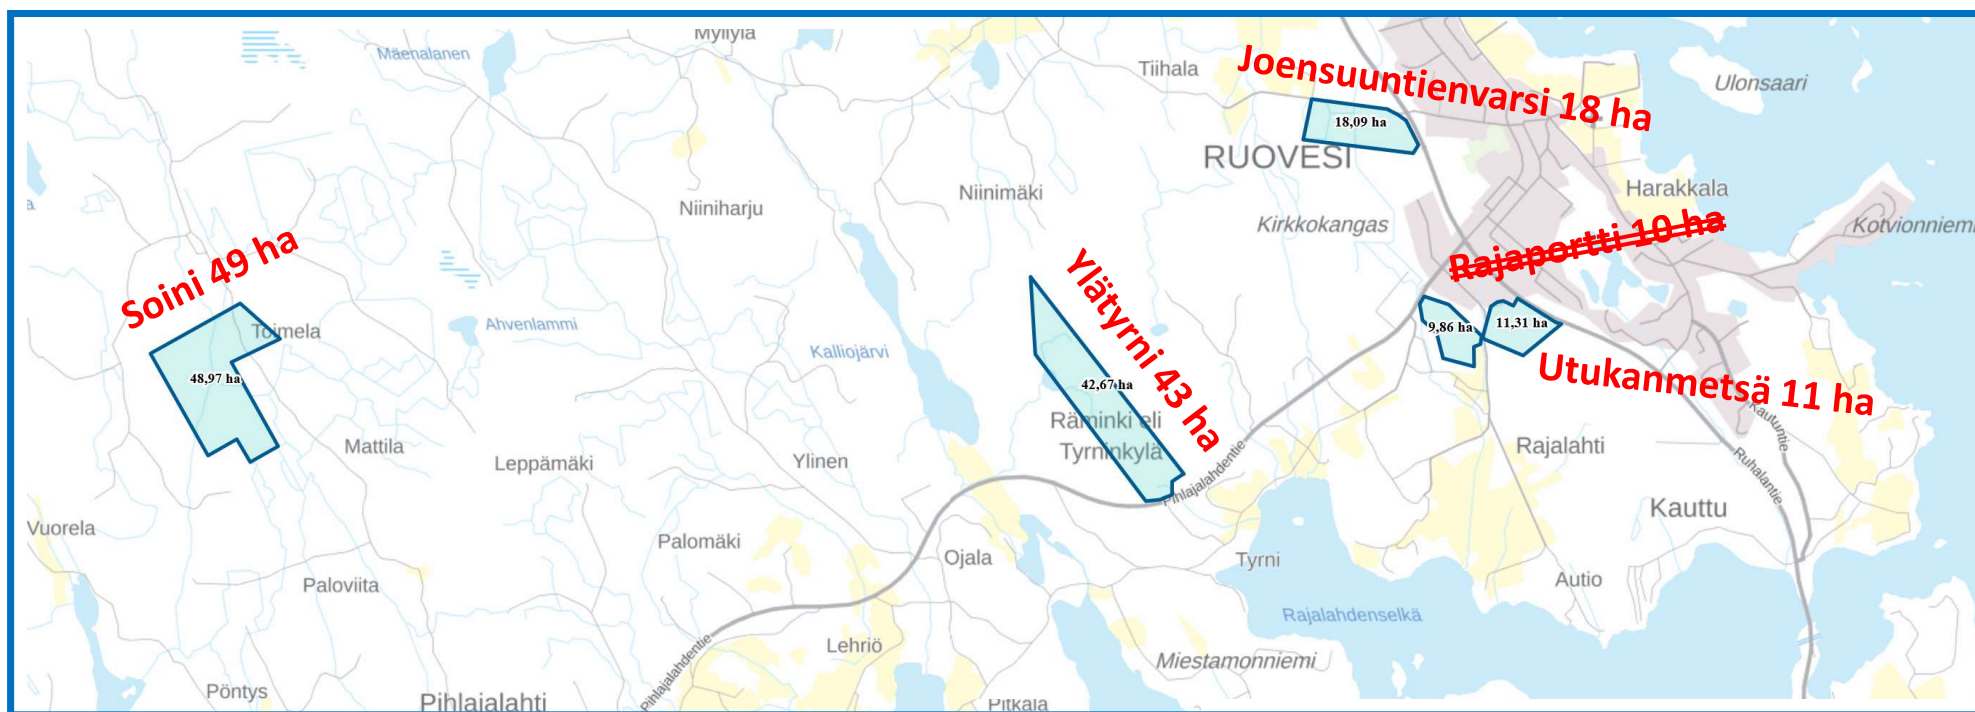 Myllylä
Mäenalanen
Tiihala
Joensuuntienvarsi 18 ha
Ulonsaari
18,09 ha
RUOVESI
Niinimäki
Harakkala
Niiniharju
Kirkkokangas
Rajaportti 10 ha
Kotvionniemi
Soini 49 ha
Ylätyrni 43 ha
Toimela
Ahvenlammi
9,86 ha
11,31 ha
Kalliojärvi
48,97 ha
42,67 ha
Utukanmetsä 11 ha
Räminki eli
Tyrninkylä
Kautuntie
Mattila
Leppämäki
Ylinen
Rajalahti
Pihlajalahdentie
Ruhalantie
Kauttu
Vuorela
Palomäki
Ojala
Tyrni
Paloviita
Autio
Rajalahdenselkä
Lehriö
Pihlajalahdentie
Miestamonniemi
Pöntys
Pihlajalahti
Pitkälä